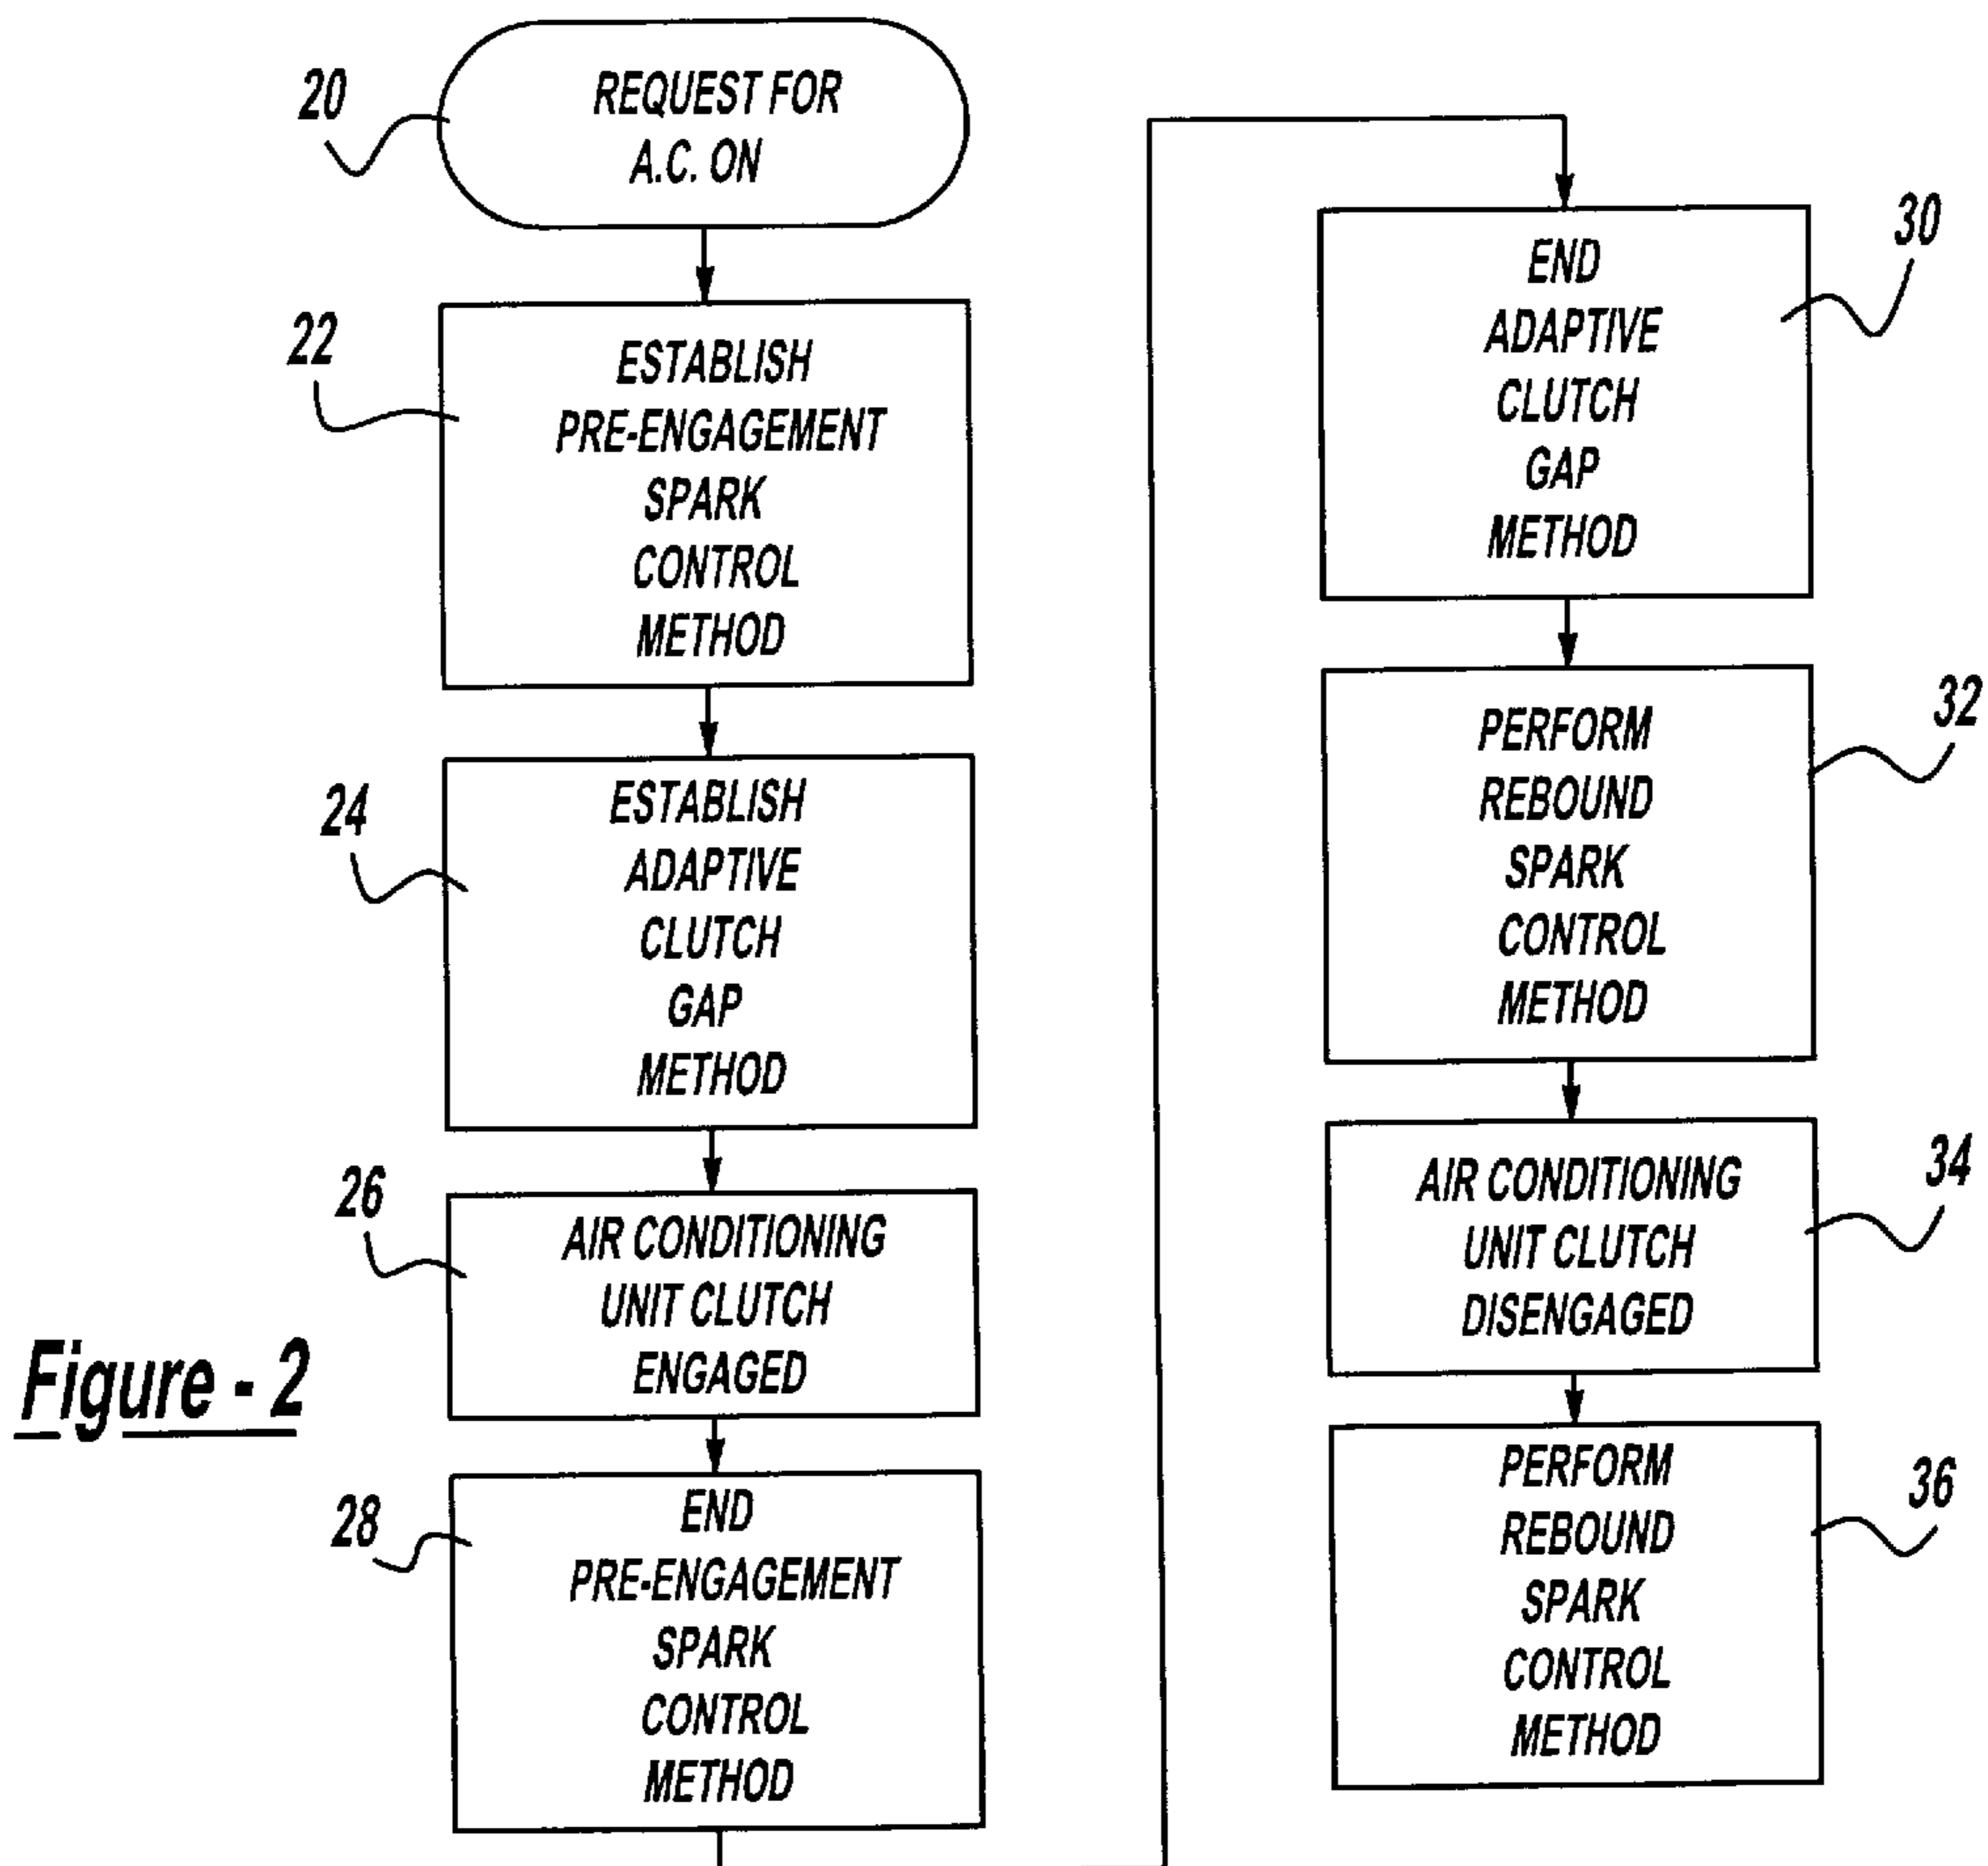 20
REQUEST FOR
A.C. ON
22
ESTABLISH
PRE-ENGAGEMENT
SPARK
CONTROL
METHOD
24
ESTABLISH
ADAPTIVE
CLUTCH
GAP
METHOD
26
AIR CONDITIONING
UNIT CLUTCH
ENGAGED
Figure - 2
28
END
PRE-ENGAGEMENT
SPARK
CONTROL
METHOD
30
END
ADAPTIVE
CLUTCH
GAP
METHOD
32
PERFORM
REBOUND
SPARK
CONTROL
METHOD
34
AIR CONDITIONING
UNIT CLUTCH
DISENGAGED
36
PERFORM
REBOUND
SPARK
CONTROL
METHOD